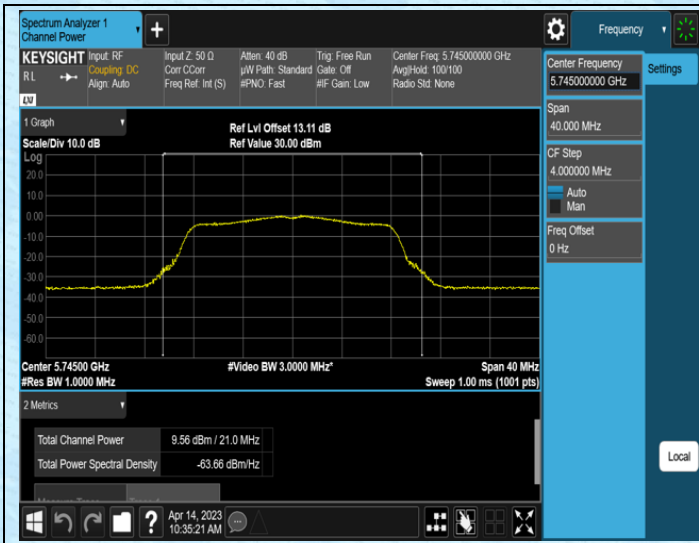 Spectrum Analyzer 1
Channel Power
+
Frequency
KEYSIGHT
R L
LXI
Input: RF
Coupling: DC
Align: Auto
Input Z: 50 Ω
Corr CCorr
Freq Ref: Int (S)
Atten: 40 dB
µW Path: Standard
#PNO: Fast
Trig: Free Run
Gate: Off
#IF Gain: Low
Center Freq: 5.745000000 GHz
Avg|Hold: 100/100
Radio Std: None
Center Frequency
5.745000000 GHz
Settings
Span
40.000 MHz
CF Step
4.000000 MHz
Auto
Man
Freq Offset
0 Hz
Local
1 Graph
Scale/Div 10.0 dB
Ref Lvl Offset 13.11 dB
Ref Value 30.00 dBm
Log
20.0
10.0
0.00
-10.0
-20.0
-30.0
-40.0
-50.0
-60.0
Center 5.74500 GHz
#Video BW 3.0000 MHz*
Span 40 MHz
#Res BW 1.0000 MHz
Sweep 1.00 ms (1001 pts)
2 Metrics
Total Channel Power 9.56 dBm / 21.0 MHz
Total Power Spectral Density -63.66 dBm/Hz
?
Apr 14, 2023
10:35:21 AM